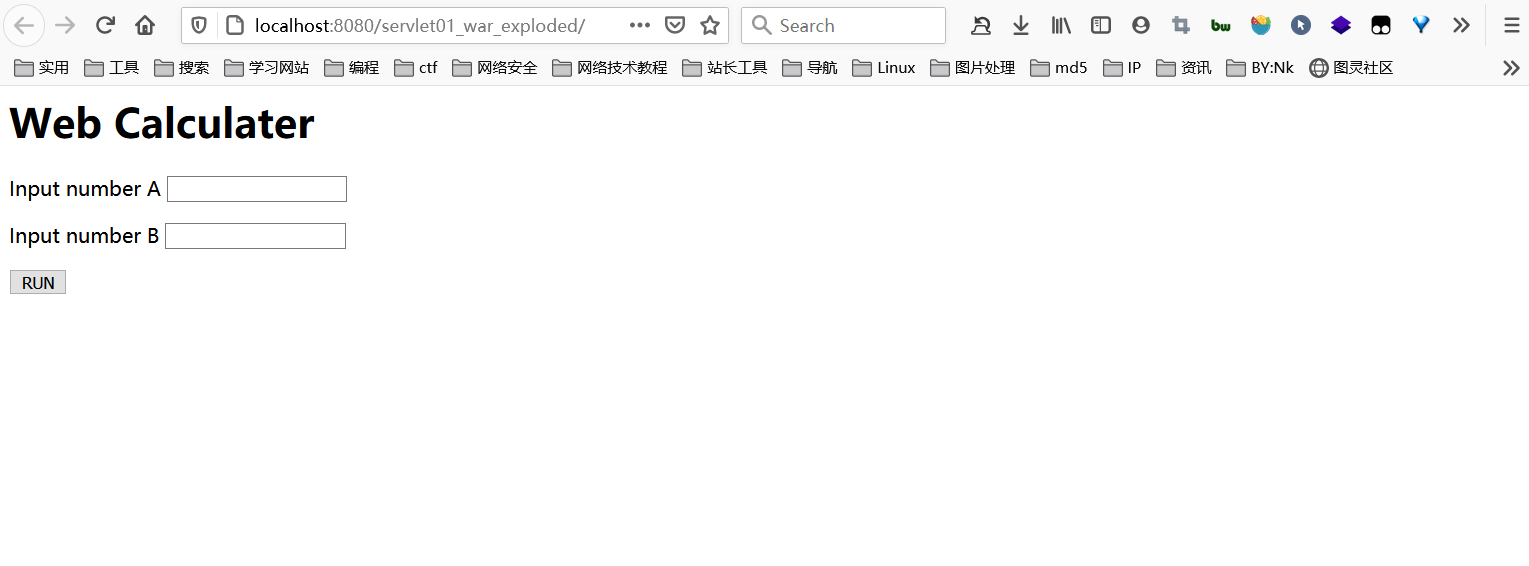 localhost:8080/servlet01_war_exploded/ Search bw
实用 工具 搜索 学习网站 编程 ctf 网络安全 网络技术教程 站长工具 导航 Linux 图片处理 md5 IP 资讯 BY:Nk 图灵社区
Web Calculater
Input number A
Input number B
RUN